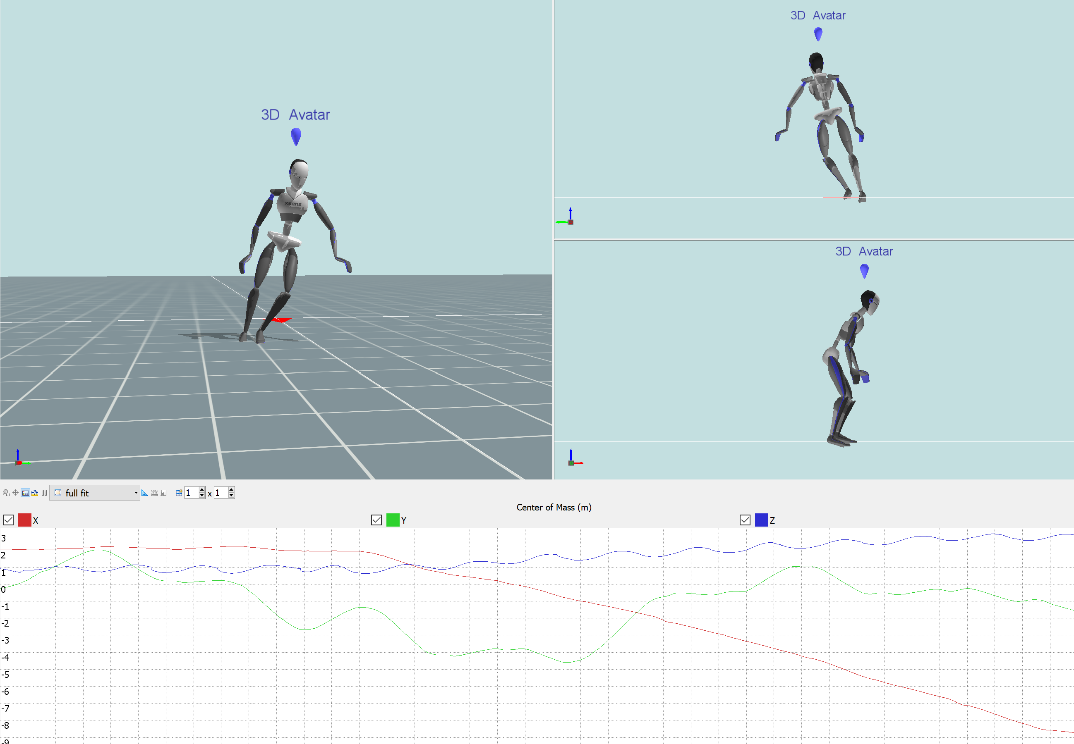 3D Avatar
3D Avatar
3D Avatar
full fit
1 x 1
Center of Mass (m)
X
Y
Z
3
2
1
0
-1
-2
-3
-4
-5
-6
-7
-8
-9